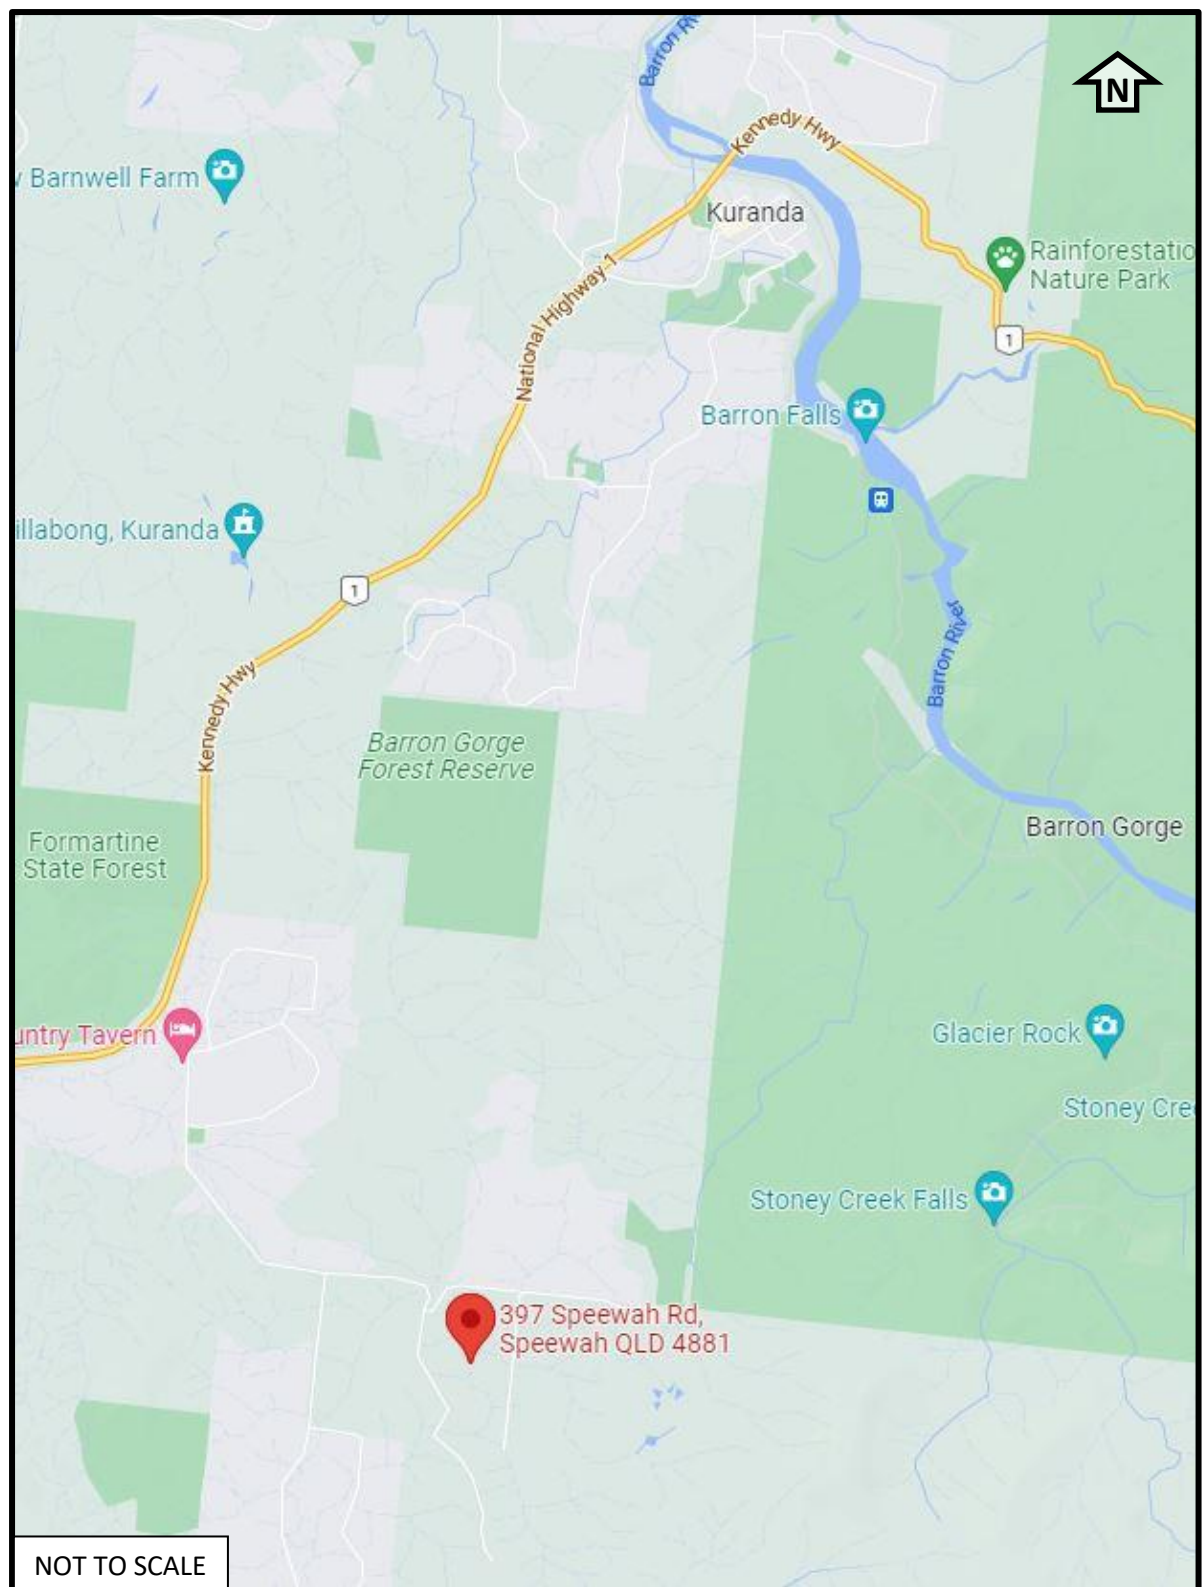 Barron Ri
N
Kennedy Hwy
Barnwell Farm
Kuranda
Rainforestatio
Nature Park
National Highway 1
1
Barron Falls
illabong, Kuranda
1
Barron River
Kennedy Hwy
Barron Gorge
Forest Reserve
Barron Gorge
Formartine
State Forest
untry Tavern
Glacier Rock
Stoney Cre
Stoney Creek Falls
397 Speewah Rd,
Speewah QLD 4881
NOT TO SCALE